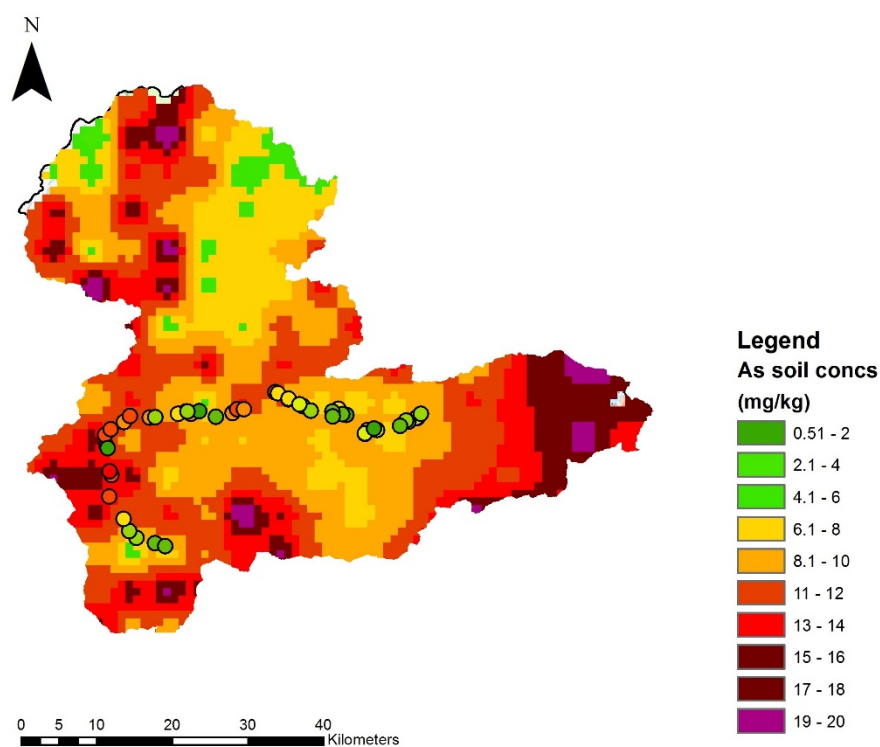 N
Legend
As soil concs
(mg/kg)
0.51 - 2
2.1 - 4
4.1 - 6
6.1 - 8
8.1 - 10
11 - 12
13 - 14
15 - 16
17 - 18
19 - 20
0 5 10 20 30 40
Kilometers